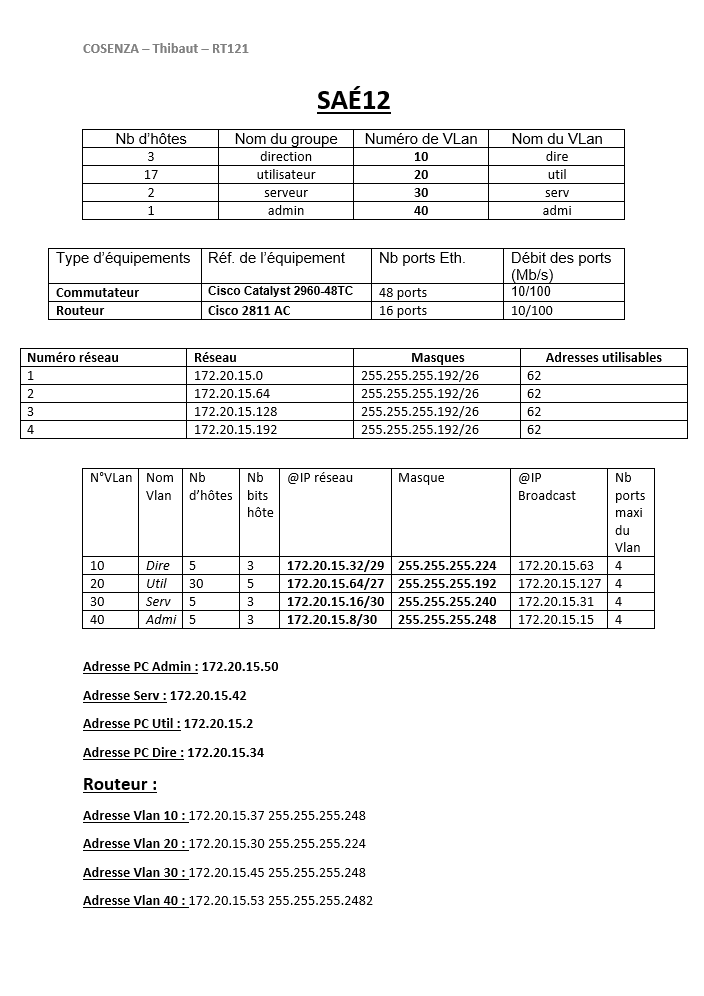 COSENZA – Thibaut – RT121
SAÉ12
Nb d'hôtes Nom du groupe Numéro de VLan Nom du VLan
3 direction 10 dire
17 utilisateur 20 util
2 serveur 30 serv
1 admin 40 admi
Type d'équipements Réf. de l'équipement Nb ports Eth. Débit des ports
(Mb/s)
Commutateur Cisco Catalyst 2960-48TC 48 ports 10/100
Routeur Cisco 2811 AC 16 ports 10/100
Numéro réseau Réseau Masques Adresses utilisables
1 172.20.15.0 255.255.255.192/26 62
2 172.20.15.64 255.255.255.192/26 62
3 172.20.15.128 255.255.255.192/26 62
4 172.20.15.192 255.255.255.192/26 62
N°VLan Nom Nb Nb @IP réseau Masque @IP Nb
Vlan d'hôtes bits Broadcast ports
hôte maxi
du
Vlan
10 Dire 5 3 172.20.15.32/29 255.255.255.224 172.20.15.63 4
20 Util 30 5 172.20.15.64/27 255.255.255.192 172.20.15.127 4
30 Serv 5 3 172.20.15.16/30 255.255.255.240 172.20.15.31 4
40 Admi 5 3 172.20.15.8/30 255.255.255.248 172.20.15.15 4
Adresse PC Admin : 172.20.15.50
Adresse Serv : 172.20.15.42
Adresse PC Util : 172.20.15.2
Adresse PC Dire : 172.20.15.34
Routeur :
Adresse Vlan 10 : 172.20.15.37 255.255.255.248
Adresse Vlan 20 : 172.20.15.30 255.255.255.224
Adresse Vlan 30 : 172.20.15.45 255.255.255.248
Adresse Vlan 40 : 172.20.15.53 255.255.255.2482